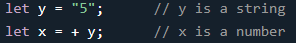 let y = "5";      // y is a string
let x = + y;      // x is a number